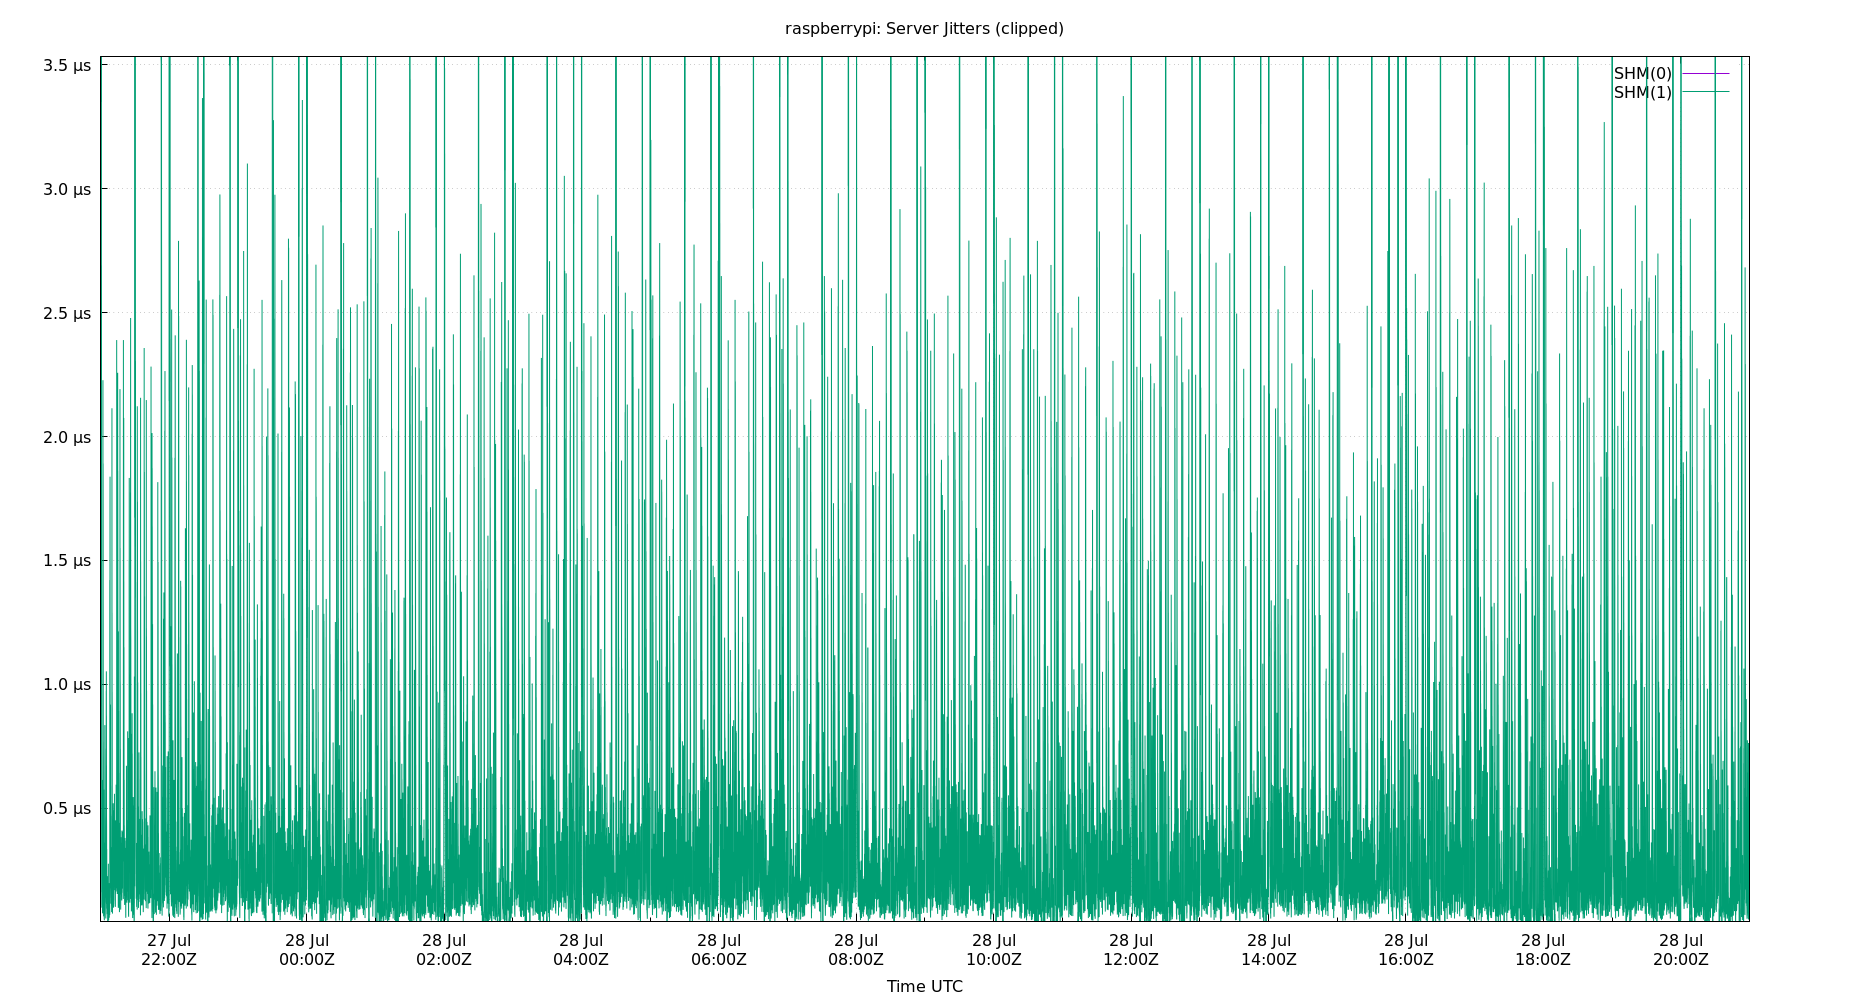 raspberrypi: Server Jitters (clipped)
3.5 µs
3.0 µs
2.5 µs
2.0 µs
1.5 µs
1.0 µs
0.5 µs
SHM(0)
SHM(1)
27 Jul 28 Jul 28 Jul 28 Jul 28 Jul 28 Jul 28 Jul 28 Jul 28 Jul 28 Jul 28 Jul 28 Jul
22:00Z 00:00Z 02:00Z 04:00Z 06:00Z 08:00Z 10:00Z 12:00Z 14:00Z 16:00Z 18:00Z 20:00Z
Time UTC